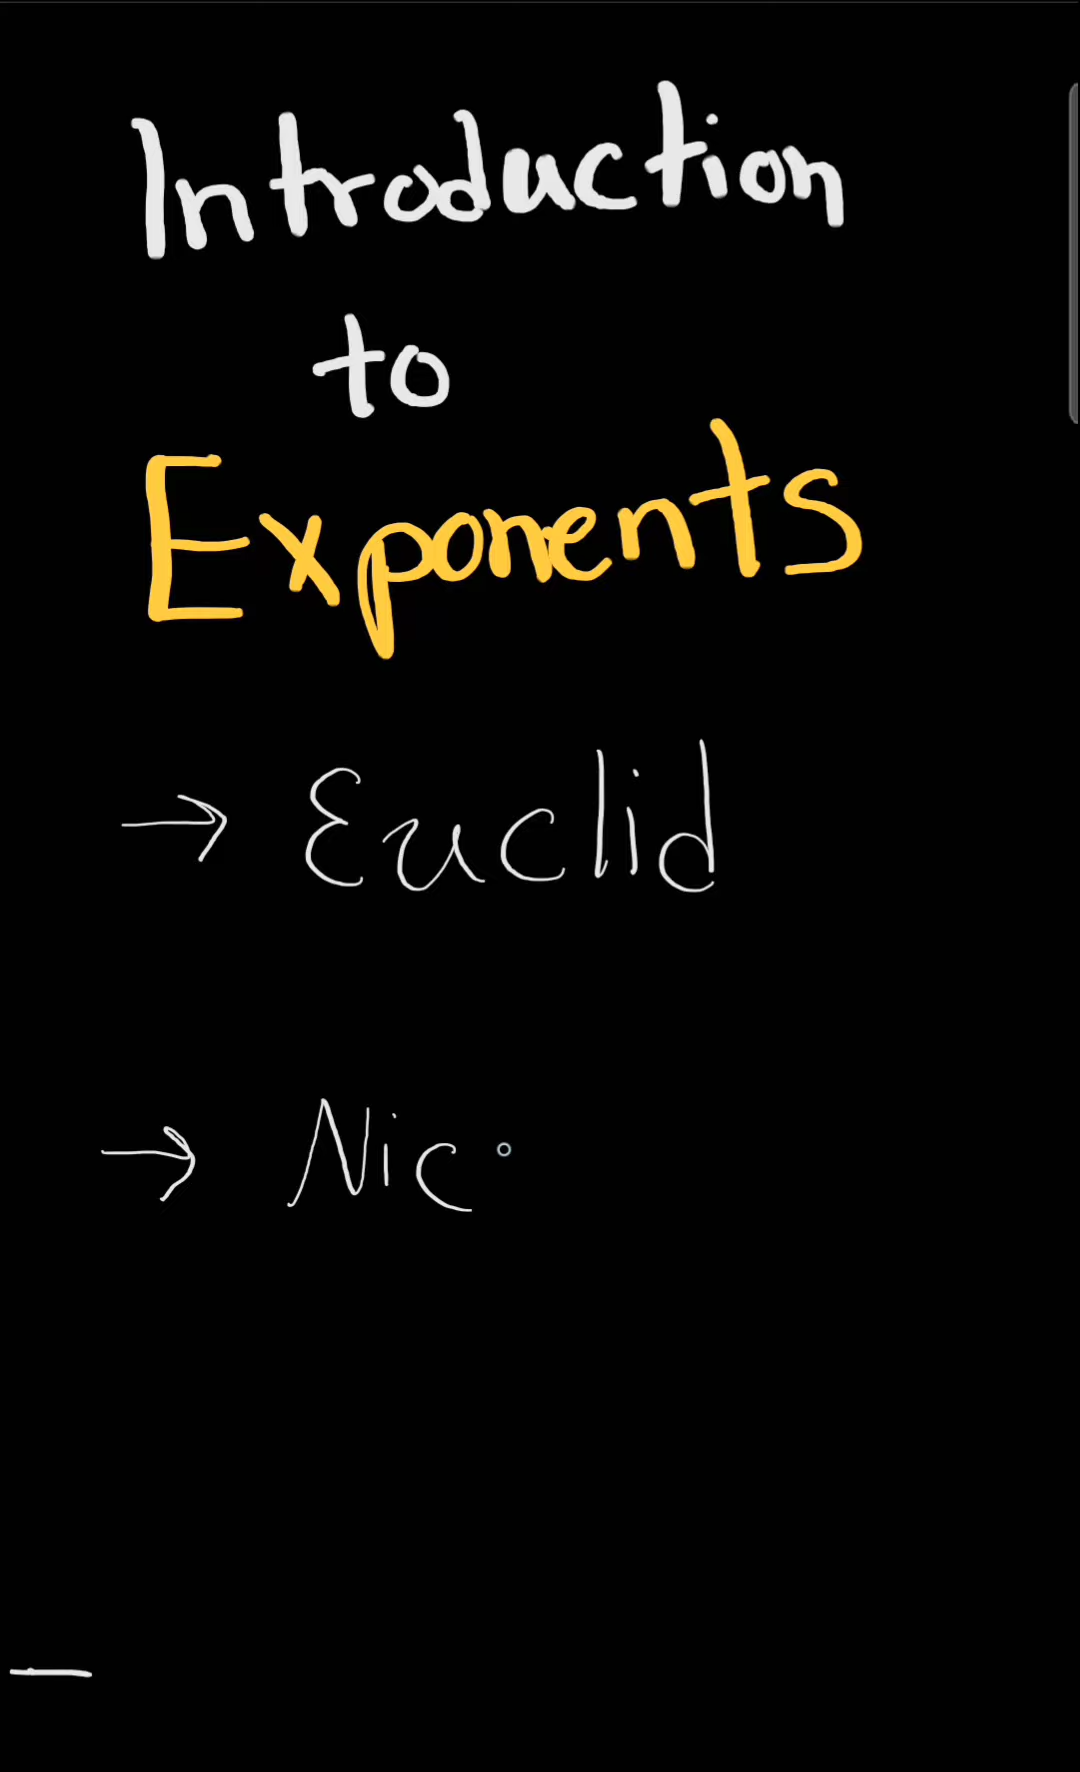 Introduction
to
Exponents
→ Euclid
→ Nic